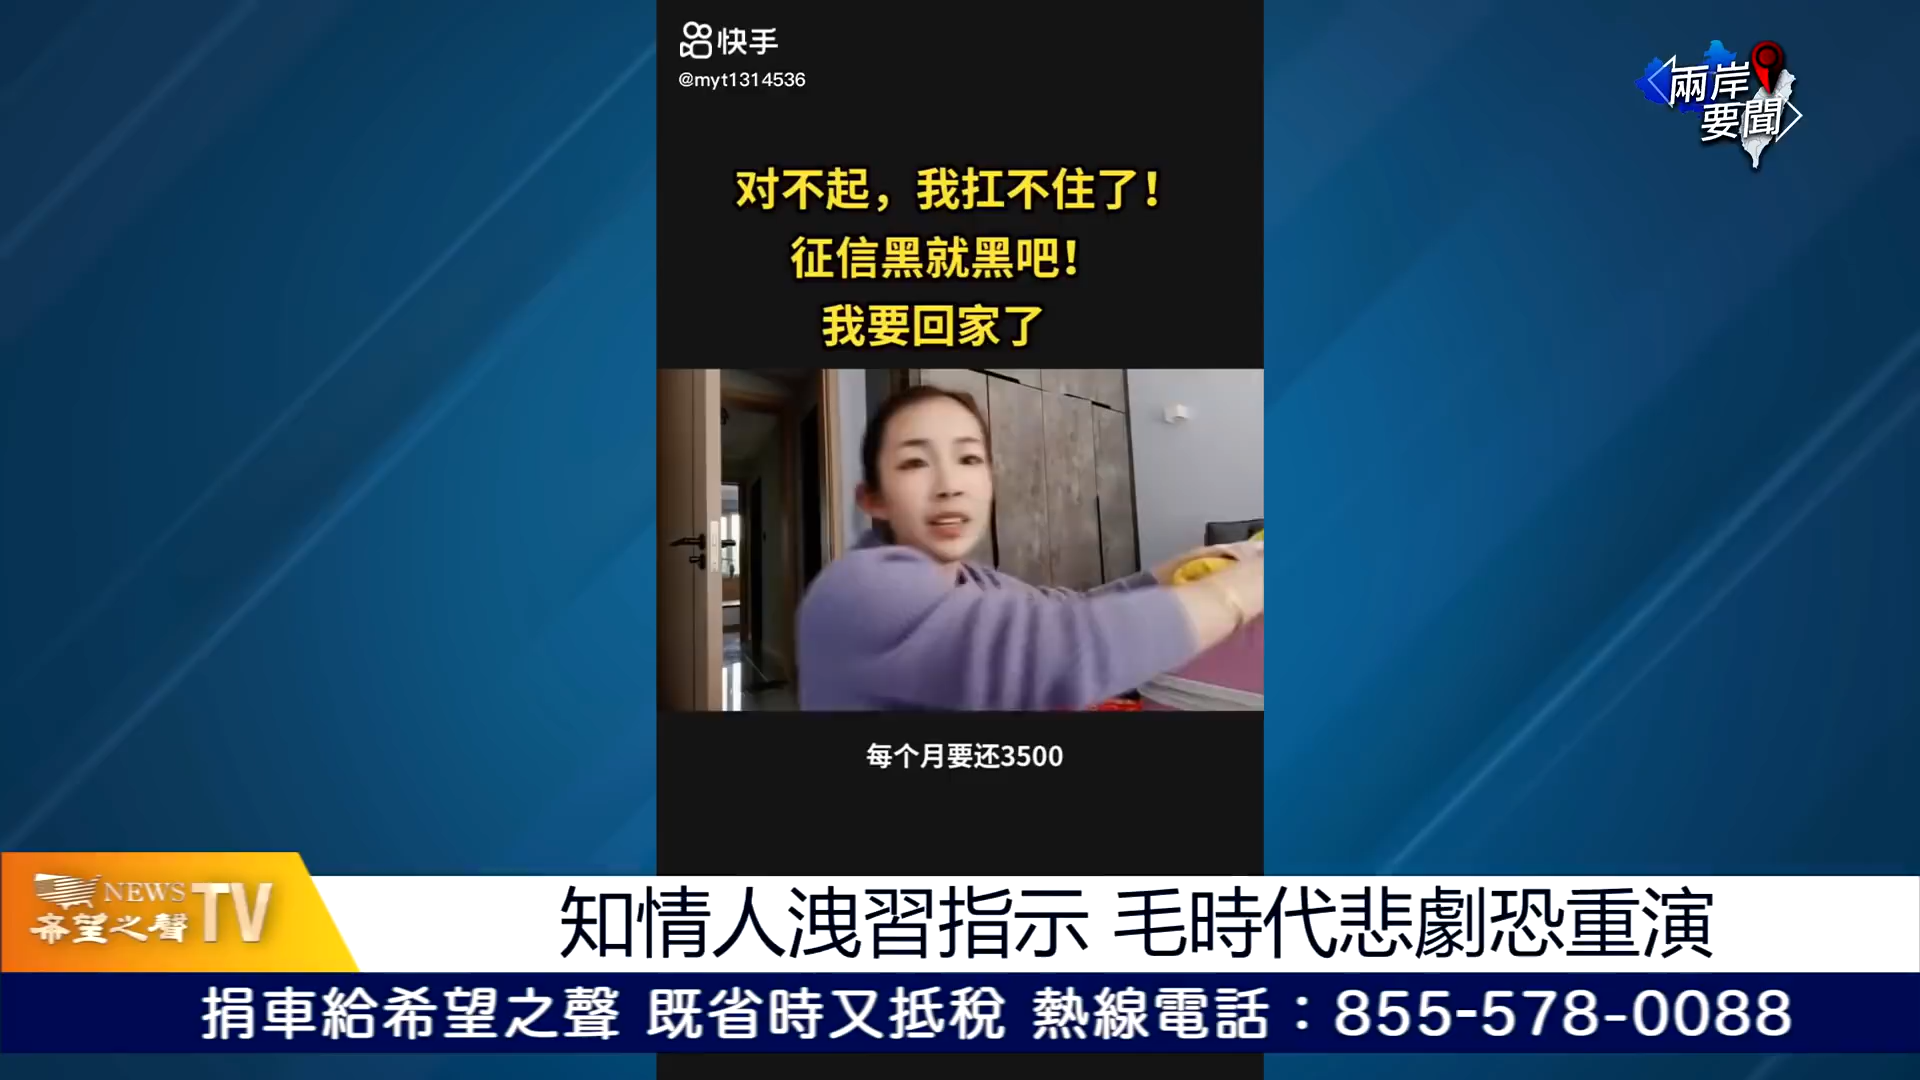 快手
@myt1314536
兩岸
要聞
对不起，我扛不住了！
征信黑就黑吧！
我要回家了
每个月要还3500
NEWS
希望之聲 TV
知情人洩習指示 毛時代悲劇恐重演
捐車給希望之聲 既省時又抵稅 熱線電話：855-578-0088